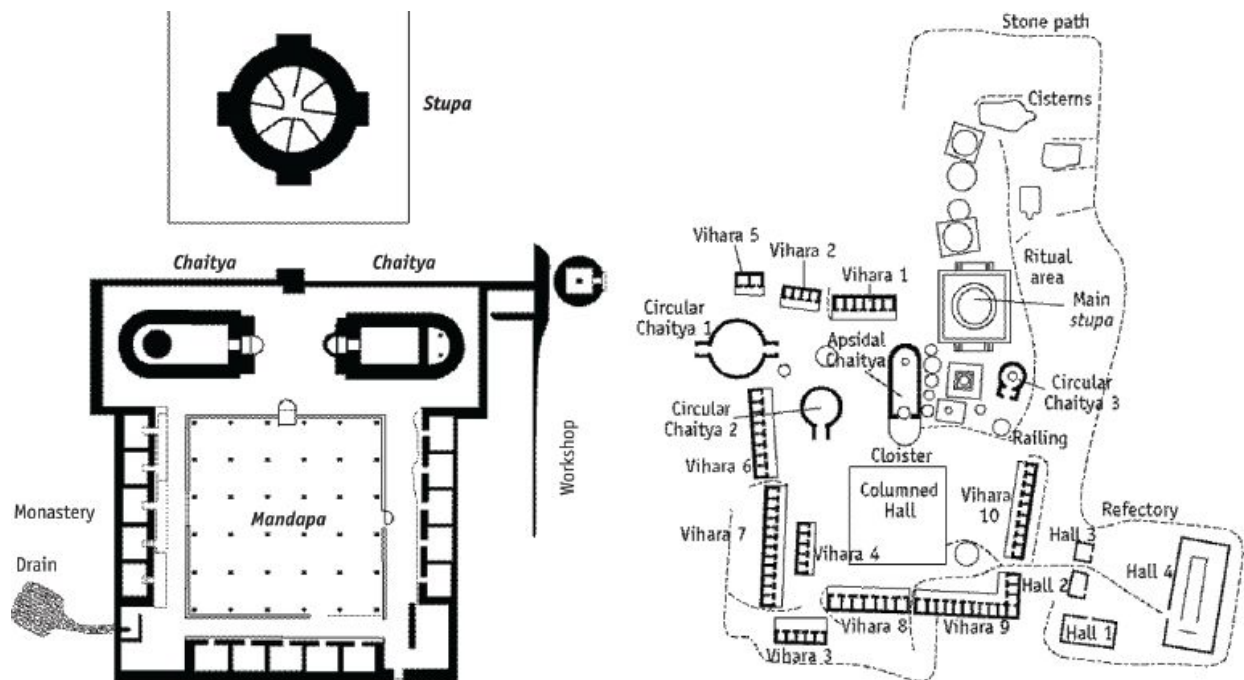 Stupa
Chaitya
Chaitya
Workshop
Mandapa
Monastery
Drain
Stone path
Cisterns
Ritual
area
Main
stupa
Vihara 5
Vihara 2
Vihara 1
Circular
Chaitya 1
Apsidal
Chaitya
Circular
Chaitya 3
Circular
Chaitya 2
Railing
Vihara 6
Cloister
Columned
Hall
Vihara
10
Refectory
Vihara 7
Vihara 4
Hall 3
Hall 2
Hall 4
Hall 1
Vihara 8
Vihara 9
Vihara 3